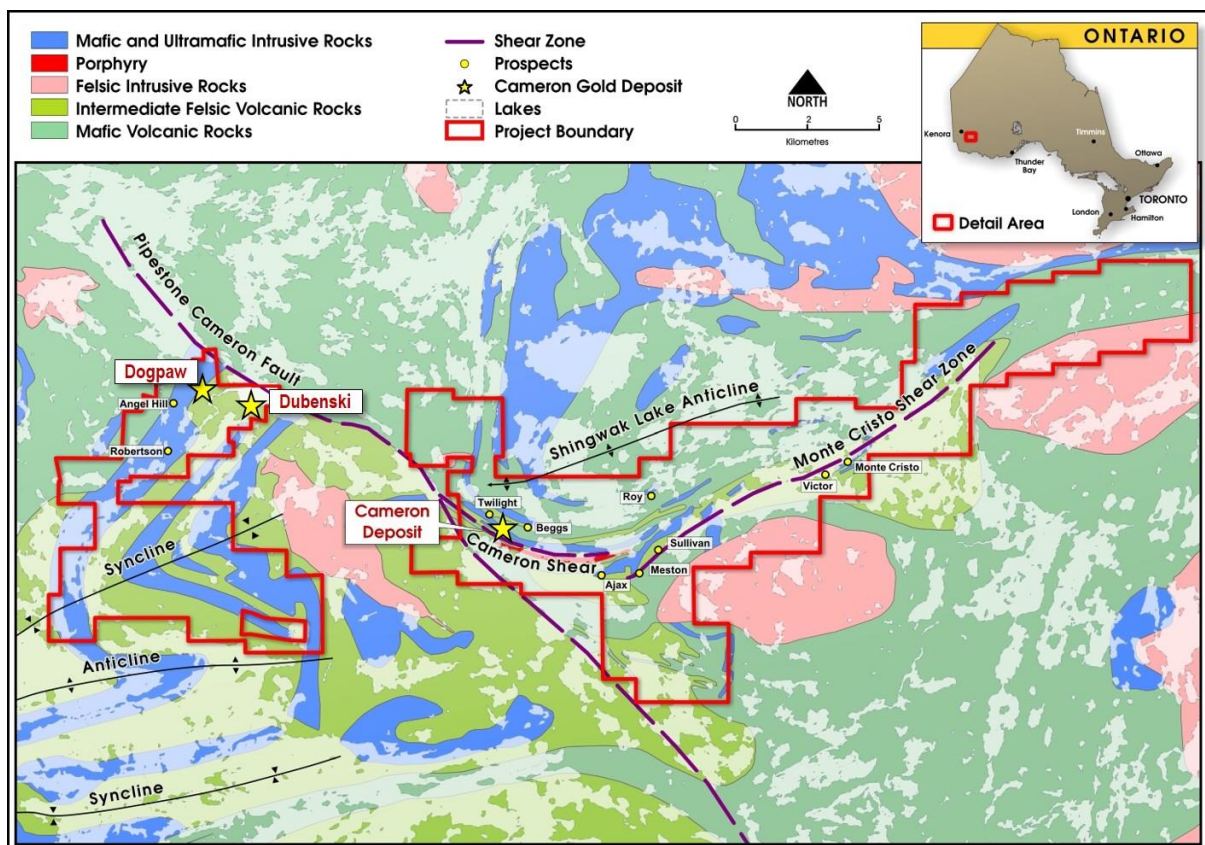 Mafic and Ultramafic Intrusive Rocks
Porphyry
Felsic Intrusive Rocks
Intermediate Felsic Volcanic Rocks
Mafic Volcanic Rocks
Shear Zone
Prospects
Cameron Gold Deposit
Lakes
Project Boundary
NORTH
0 2 5
Kilometres
ONTARIO
Kenora
Timmins
Ottawa
Thunder
Bay
TORONTO
London
Hamilton
Detail Area
Pipestone Cameron Fault
Dogpaw
Angel Hill
Dubenski
Robertson
Shingwak Lake Anticline
Monte Cristo Shear Zone
Monte Cristo
Victor
Roy
Twilight
Cameron
Deposit
Beggs
Cameron Shear
Sullivan
Ajax
Meston
Syncline
Anticline
Syncline